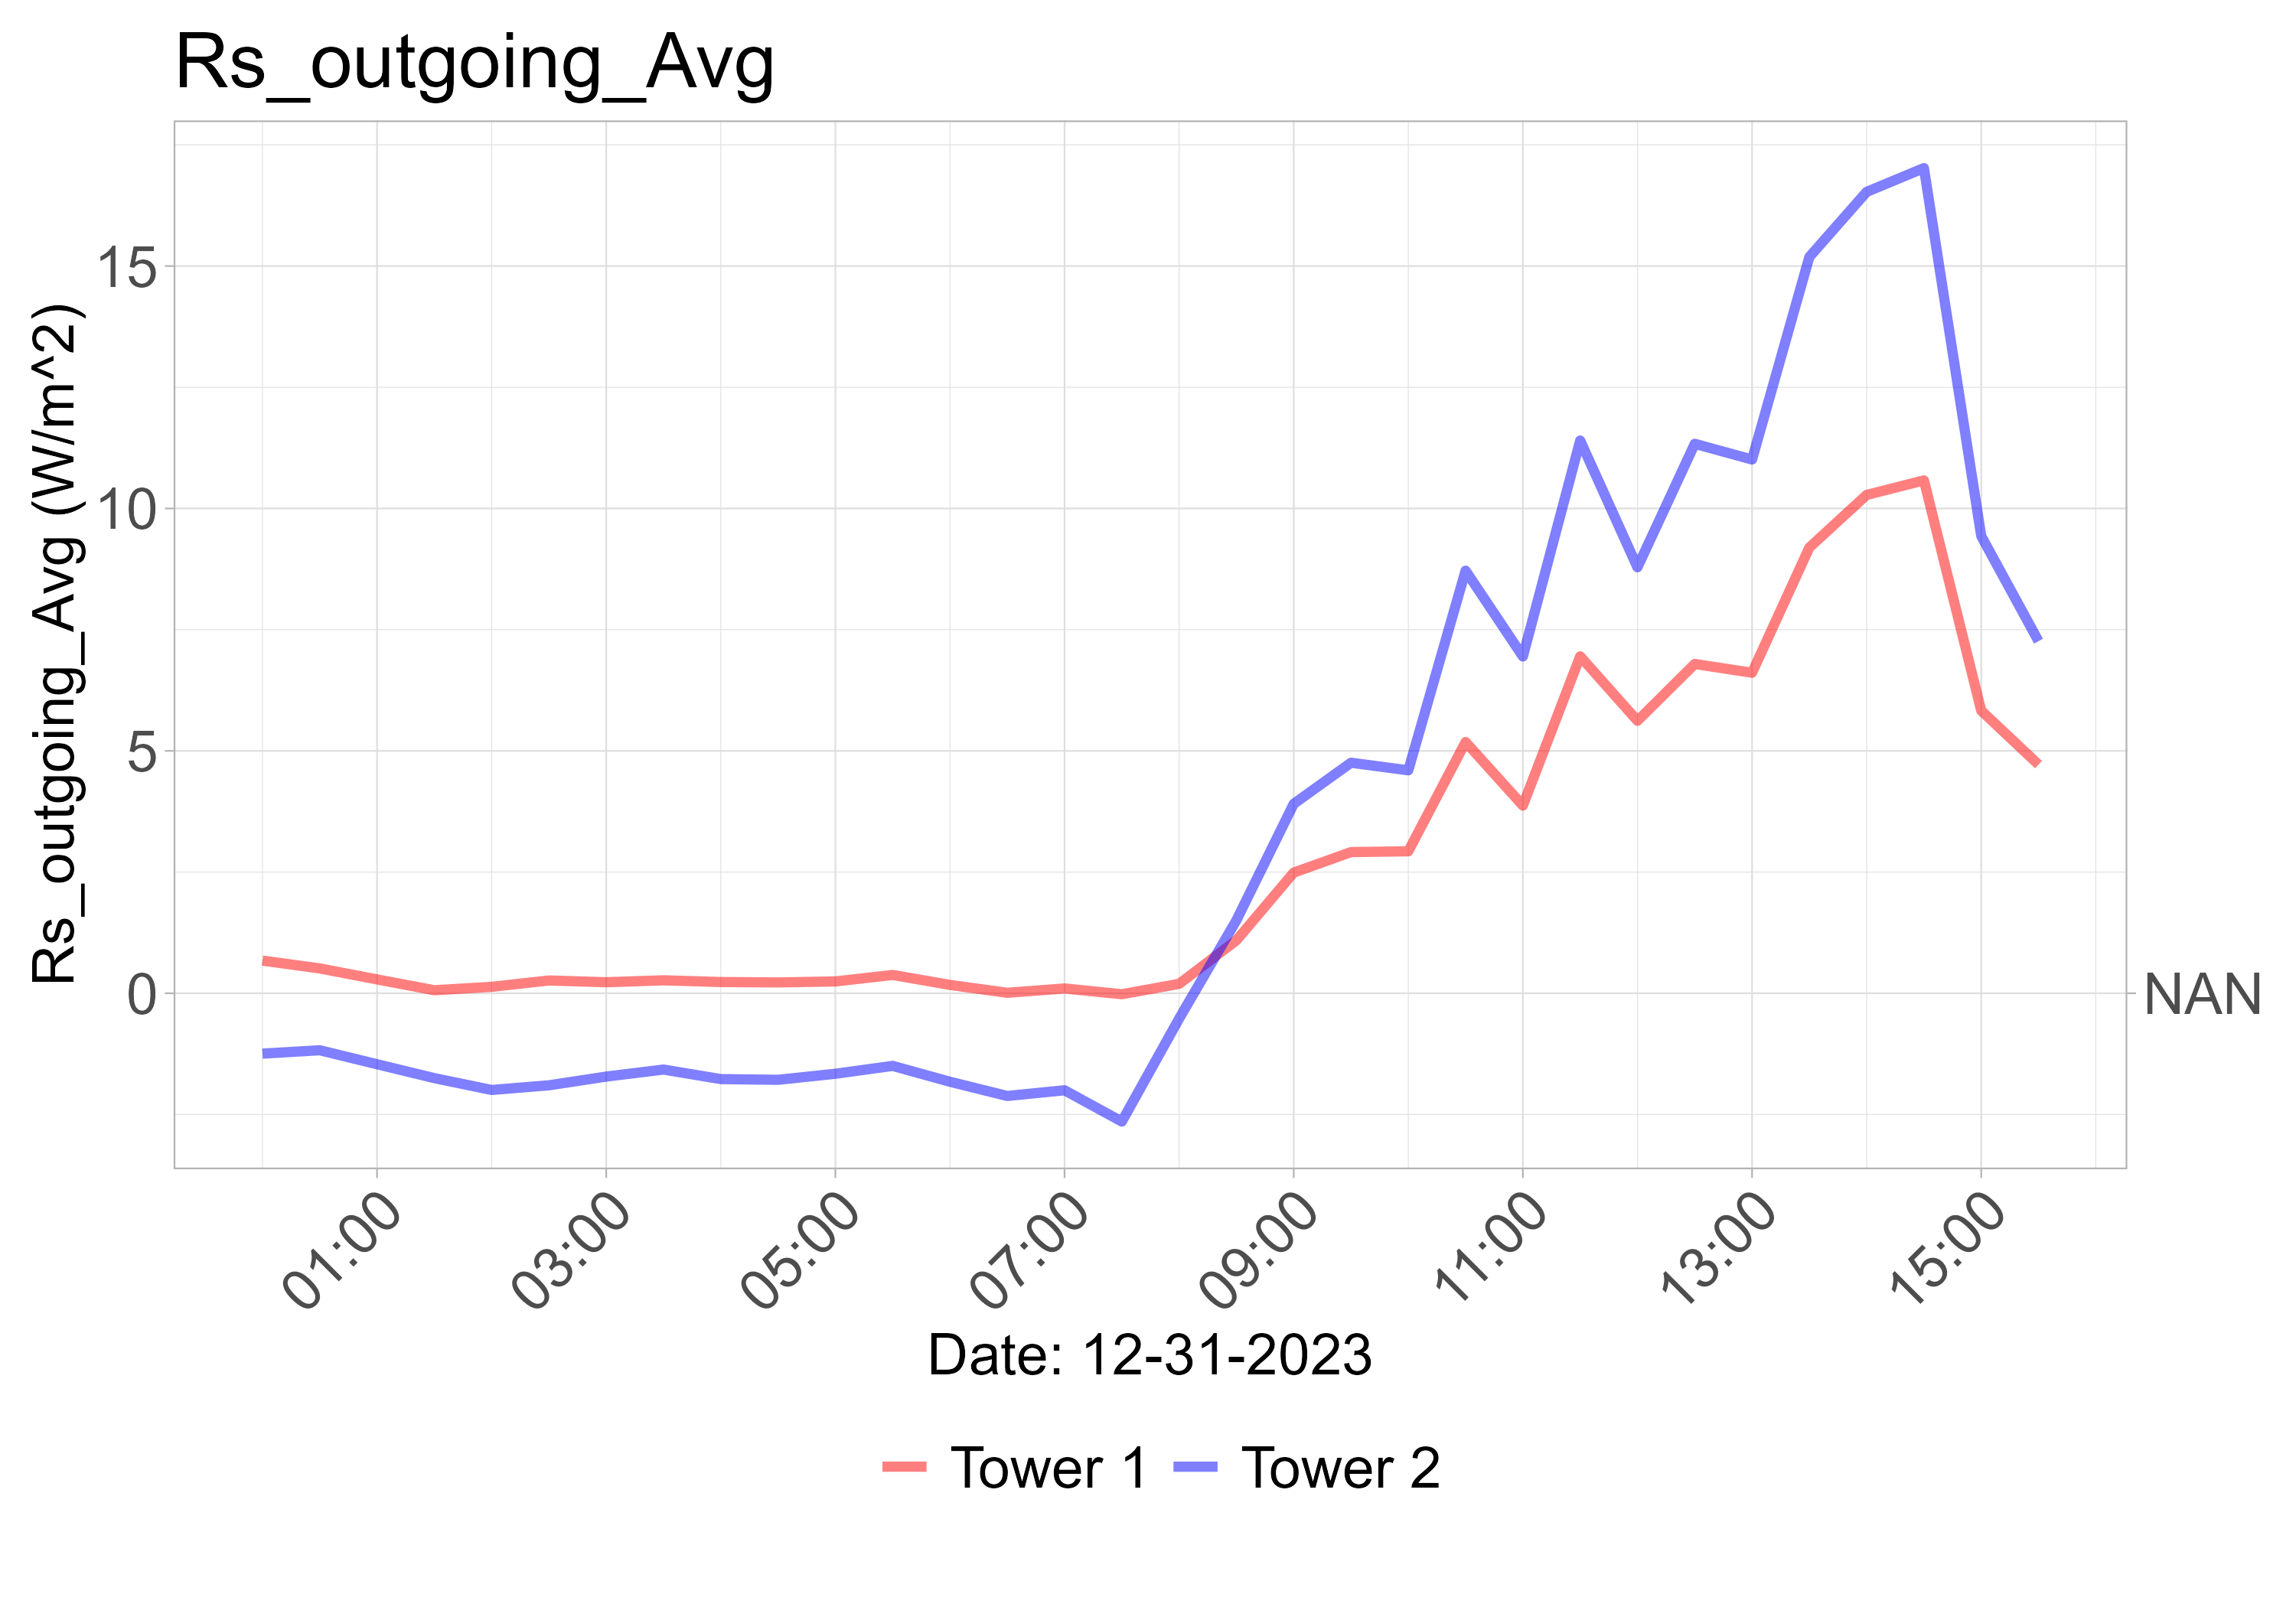 Rs_outgoing_Avg
Rs_outgoing_Avg (W/m^2)
15
10
5
0
NAN
01:00
03:00
05:00
07:00
09:00
11:00
13:00
15:00
Date: 12-31-2023
Tower 1
Tower 2